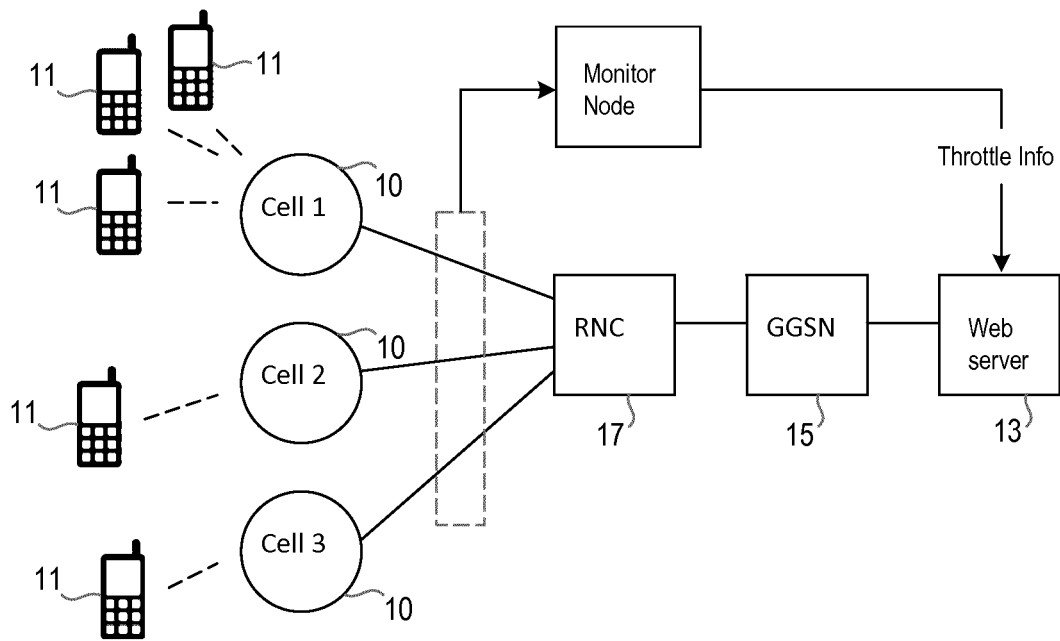 11
11
11
Monitor
Node
Throttle Info
10
Cell 1
10
Cell 2
RNC
GGSN
Web
server
17
15
13
11
Cell 3
10
11